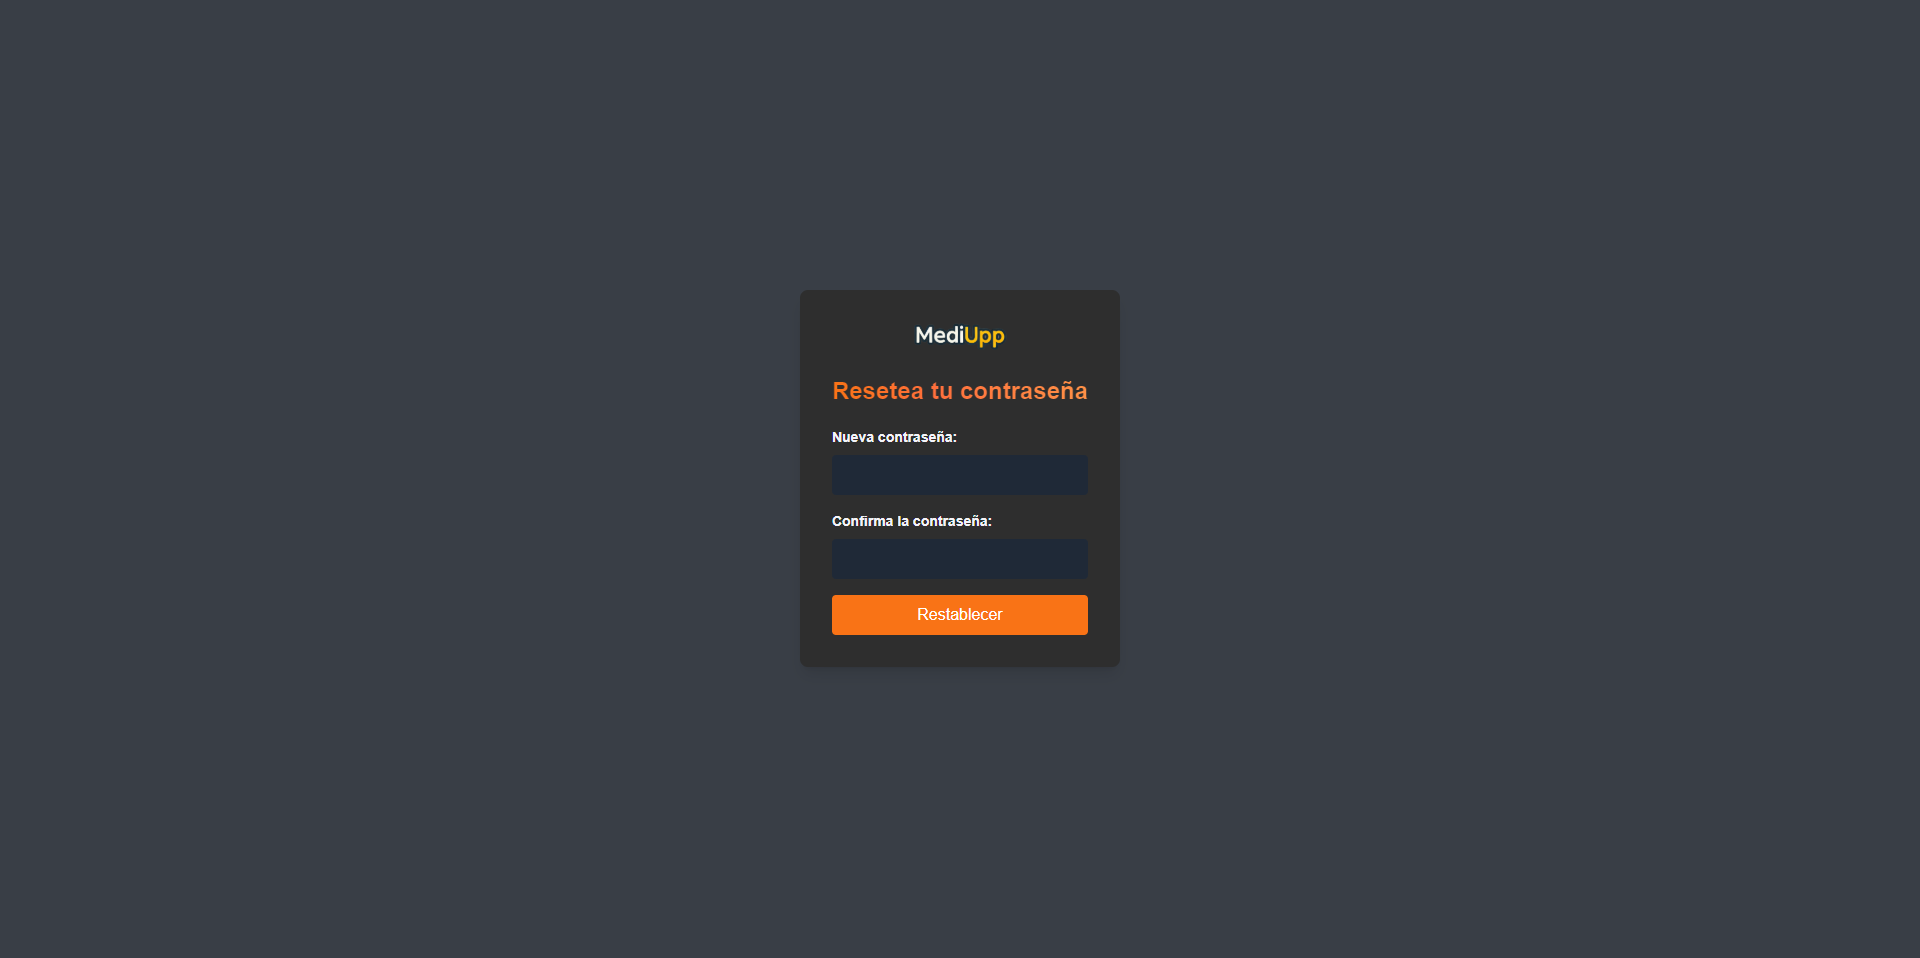 MediUpp
Resetea tu contraseña
Nueva contraseña:
Confirma la contraseña:
Restablecer